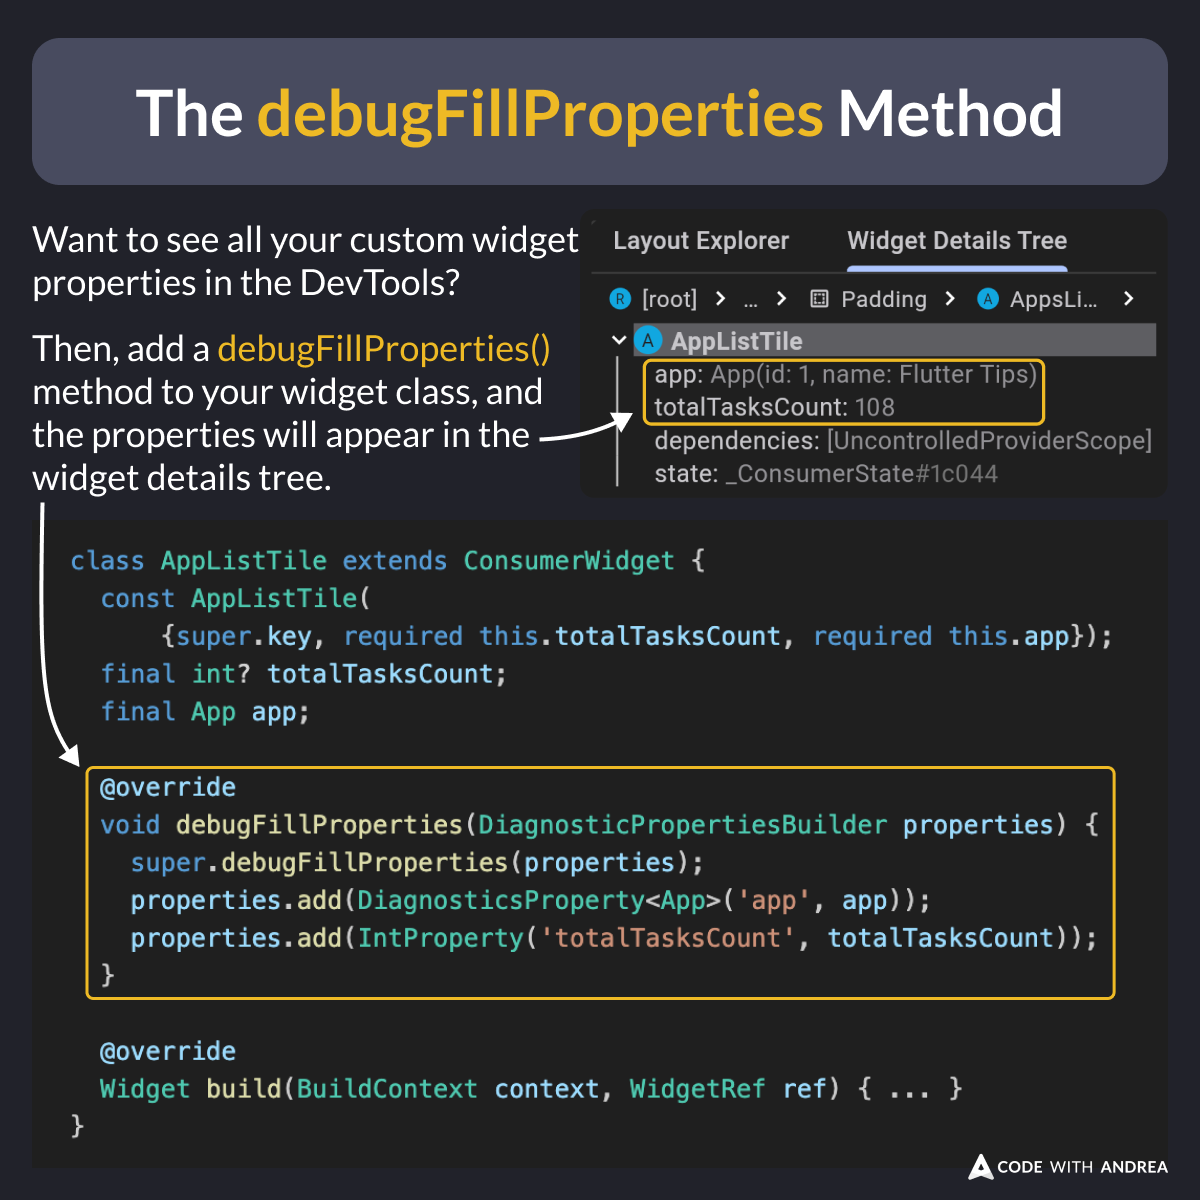 The debugFillProperties Method
Want to see all your custom widget
properties in the DevTools?
Then, add a debugFillProperties()
method to your widget class, and
the properties will appear in the
widget details tree.
Layout Explorer Widget Details Tree
R [root] > ... > Padding > A AppsLi... >
A AppListTile
app: App(id: 1, name: Flutter Tips)
totalTasksCount: 108
dependencies: [UncontrolledProviderScope]
state: _ConsumerState#1c044
class AppListTile extends ConsumerWidget {
  const AppListTile(
      {super.key, required this.totalTasksCount, required this.app});
  final int? totalTasksCount;
  final App app;
  @override
  void debugFillProperties(DiagnosticPropertiesBuilder properties) {
    super.debugFillProperties(properties);
    properties.add(DiagnosticsProperty<App>('app', app));
    properties.add(IntProperty('totalTasksCount', totalTasksCount));
  }
  @override
  Widget build(BuildContext context, WidgetRef ref) { ... }
}
CODE WITH ANDREA